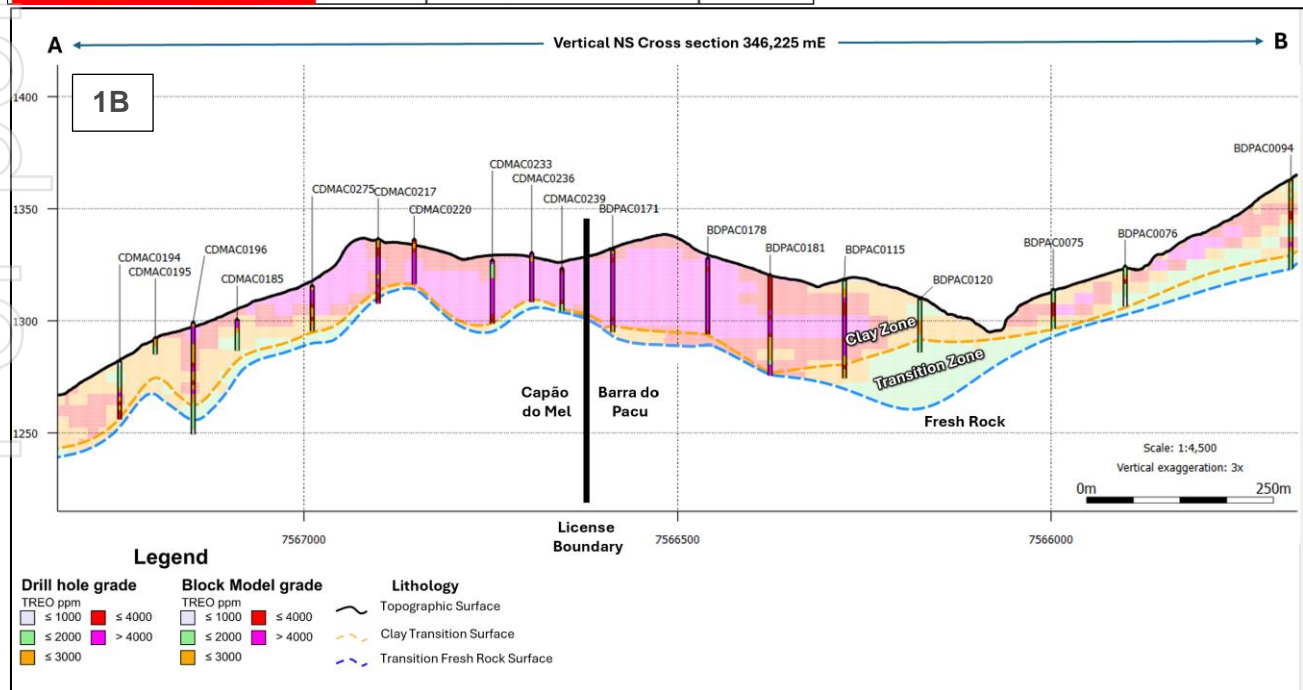 A
Vertical NS Cross section 346,225 mE
B
1B
1400
1350
1300
1250
CDMAC0194
CDMAC0195
CDMAC0196
CDMAC0185
CDMAC0275
CDMAC0217
CDMAC0220
CDMAC0233
CDMAC0236
CDMAC0239
BDPAC0171
BDPAC0178
BDPAC0181
BDPAC0115
BDPAC0120
BDPAC0075
BDPAC0076
BDPAC0094
Clay Zone
Transition Zone
Capão
do Mel
Barra do
Pacu
Fresh Rock
Scale: 1:4,500
Vertical exaggeration: 3x
0m
250m
License
Boundary
7567000
7566500
7566000
Legend
Drill hole grade
TREO ppm
≤ 1000
≤ 4000
≤ 2000
> 4000
≤ 3000
Block Model grade
TREO ppm
≤ 1000
≤ 4000
≤ 2000
> 4000
≤ 3000
Lithology
Topographic Surface
Clay Transition Surface
Transition Fresh Rock Surface